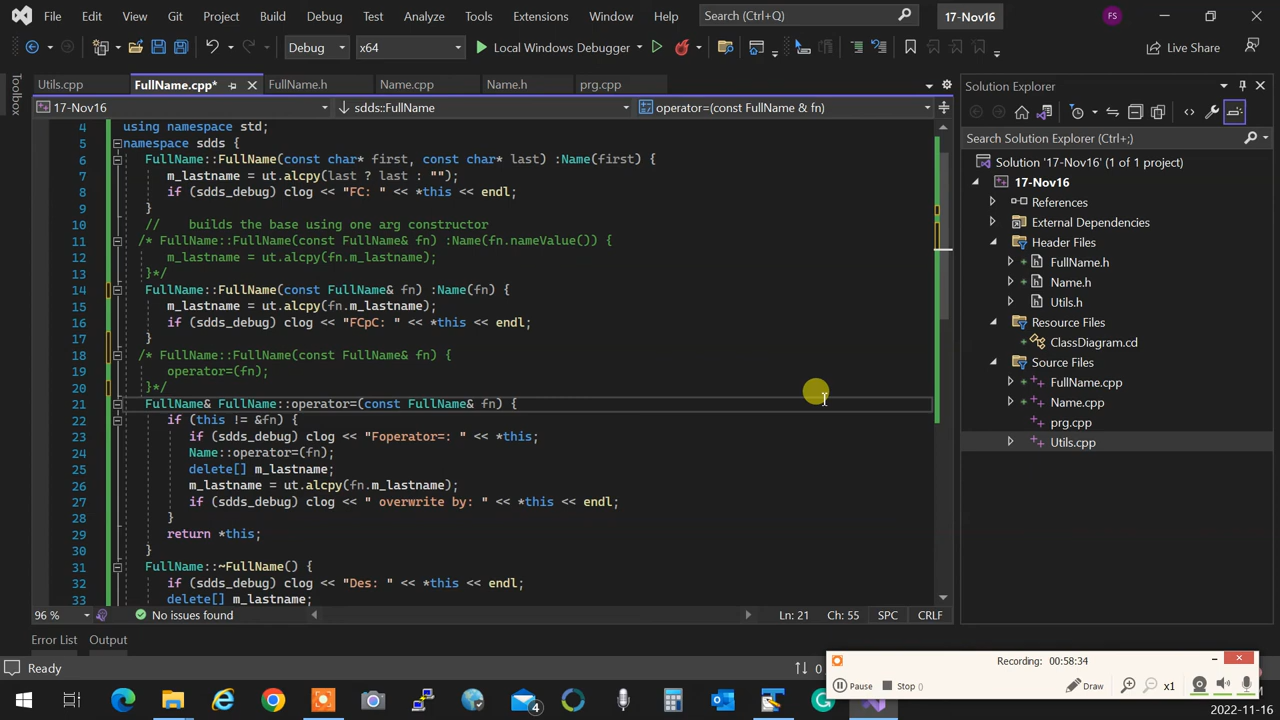 File Edit View Git Project Build Debug Test Analyze Tools Extensions Window Help Search (Ctrl+Q) 17-Nov16 FS
Debug x64 Local Windows Debugger Live Share
Toolbox
Utils.cpp FullName.cpp* FullName.h Name.cpp Name.h prg.cpp
17-Nov16 sdds::FullName operator=(const FullName & fn)
4 using namespace std;
5 namespace sdds {
6 FullName::FullName(const char* first, const char* last) :Name(first) {
7 m_lastname = ut.alcpy(last ? last : "");
8 if (sdds_debug) clog << "FC: " << *this << endl;
9 }
10 // builds the base using one arg constructor
11 /* FullName::FullName(const FullName& fn) :Name(fn.nameValue()) {
12 m_lastname = ut.alcpy(fn.m_lastname);
13 }*/
14 FullName::FullName(const FullName& fn) :Name(fn) {
15 m_lastname = ut.alcpy(fn.m_lastname);
16 if (sdds_debug) clog << "FCpC: " << *this << endl;
17 }
18 /* FullName::FullName(const FullName& fn) {
19 operator=(fn);
20 }*/
21 FullName& FullName::operator=(const FullName& fn) {
22 if (this != &fn) {
23 if (sdds_debug) clog << "Foperator=: " << *this;
24 Name::operator=(fn);
25 delete[] m_lastname;
26 m_lastname = ut.alcpy(fn.m_lastname);
27 if (sdds_debug) clog << " overwrite by: " << *this << endl;
28 }
29 return *this;
30 }
31 FullName::~FullName() {
32 if (sdds_debug) clog << "Des: " << *this << endl;
33 delete[] m_lastname;
96 % No issues found Ln: 21 Ch: 55 SPC CRLF
Error List Output
Ready 0
Solution Explorer
Search Solution Explorer (Ctrl+;)
Solution '17-Nov16' (1 of 1 project)
17-Nov16
References
External Dependencies
Header Files
FullName.h
Name.h
Utils.h
Resource Files
ClassDiagram.cd
Source Files
FullName.cpp
Name.cpp
prg.cpp
Utils.cpp
Recording: 00:58:34
Pause Stop () Draw x1
4
2022-11-16